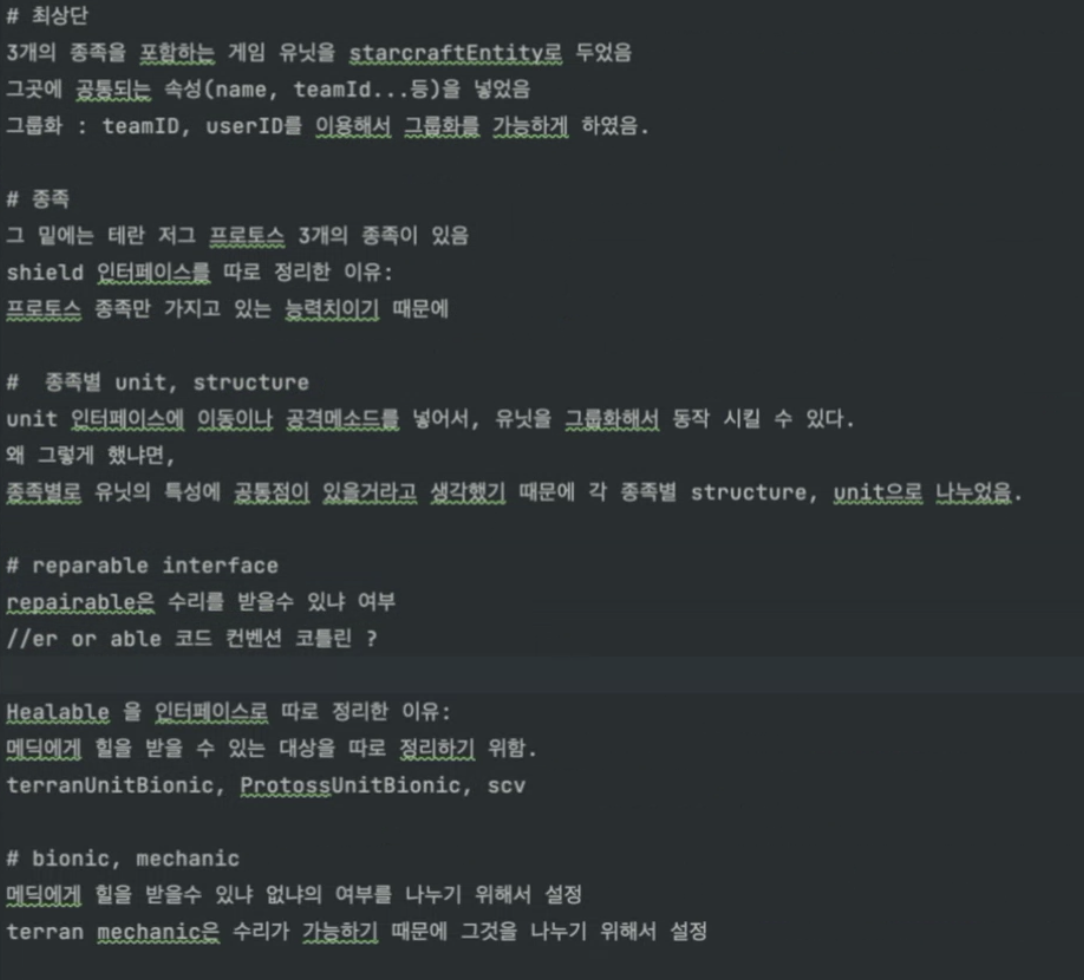 # 최상단
3개의 종족을 포함하는 게임 유닛을 starcraftEntity로 두었음
그곳에 공통되는 속성(name, teamId...등)을 넣었음
그룹화 : teamID, userID를 이용해서 그룹화를 가능하게 하였음.
# 종족
그 밑에는 테란 저그 프로토스 3개의 종족이 있음
shield 인터페이스를 따로 정리한 이유:
프로토스 종족만 가지고 있는 능력치이기 때문에
#  종족별 unit, structure
unit 인터페이스에 이동이나 공격메소드를 넣어서, 유닛을 그룹화해서 동작 시킬 수 있다.
왜 그렇게 했냐면,
종족별로 유닛의 특성에 공통점이 있을거라고 생각했기 때문에 각 종족별 structure, unit으로 나누었음.
# reparable interface
repairable은 수리를 받을수 있냐 여부
//er or able 코드 컨벤션 코틀린 ?
Healable 을 인터페이스로 따로 정리한 이유:
메딕에게 힐을 받을 수 있는 대상을 따로 정리하기 위함.
terranUnitBionic, ProtossUnitBionic, scv
# bionic, mechanic
메딕에게 힐을 받을수 있냐 없냐의 여부를 나누기 위해서 설정
terran mechanic은 수리가 가능하기 때문에 그것을 나누기 위해서 설정